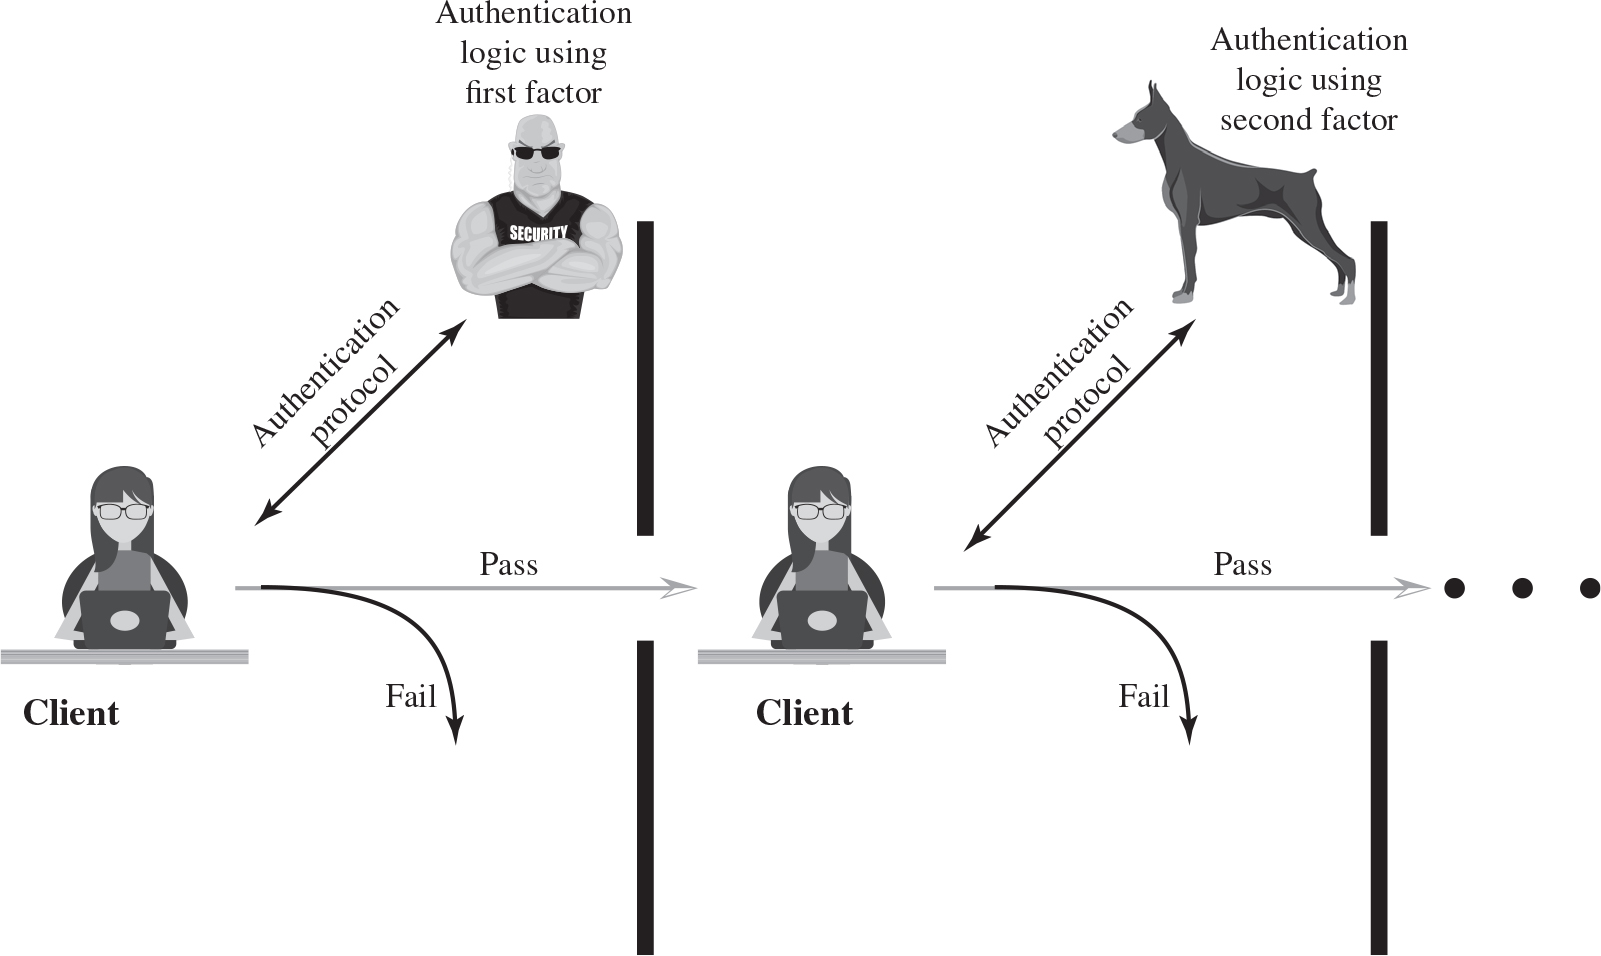 Authentication
logic using
first factor
SECURITY
Authentication
protocol
Pass
Fail
Client
Authentication
logic using
second factor
Authentication
protocol
Pass
Fail
Client